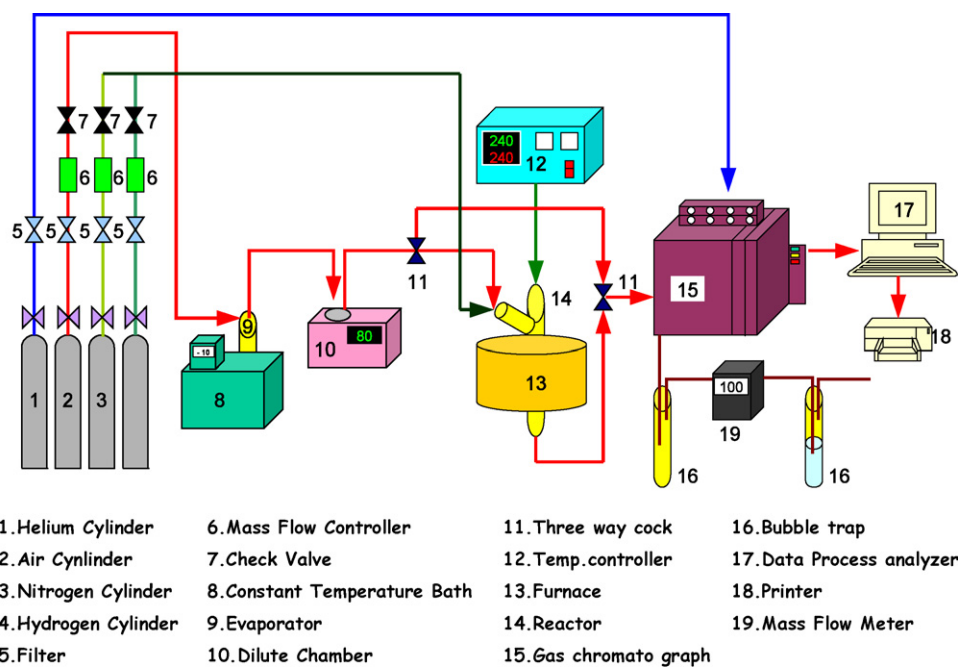 7 7 7
6 6 6
5 5 5 5
240
240
12
17
11
14
11
15
9
80
10
- 10
8
13
18
1 2 3
100
19
16
16
1.Helium Cylinder 6.Mass Flow Controller 11.Three way cock 16.Bubble trap
2.Air Cynlinder 7.Check Valve 12.Temp.controller 17.Data Process analyzer
3.Nitrogen Cylinder 8.Constant Temperature Bath 13.Furnace 18.Printer
4.Hydrogen Cylinder 9.Evaporator 14.Reactor 19.Mass Flow Meter
5.Filter 10.Dilute Chamber 15.Gas chromato graph